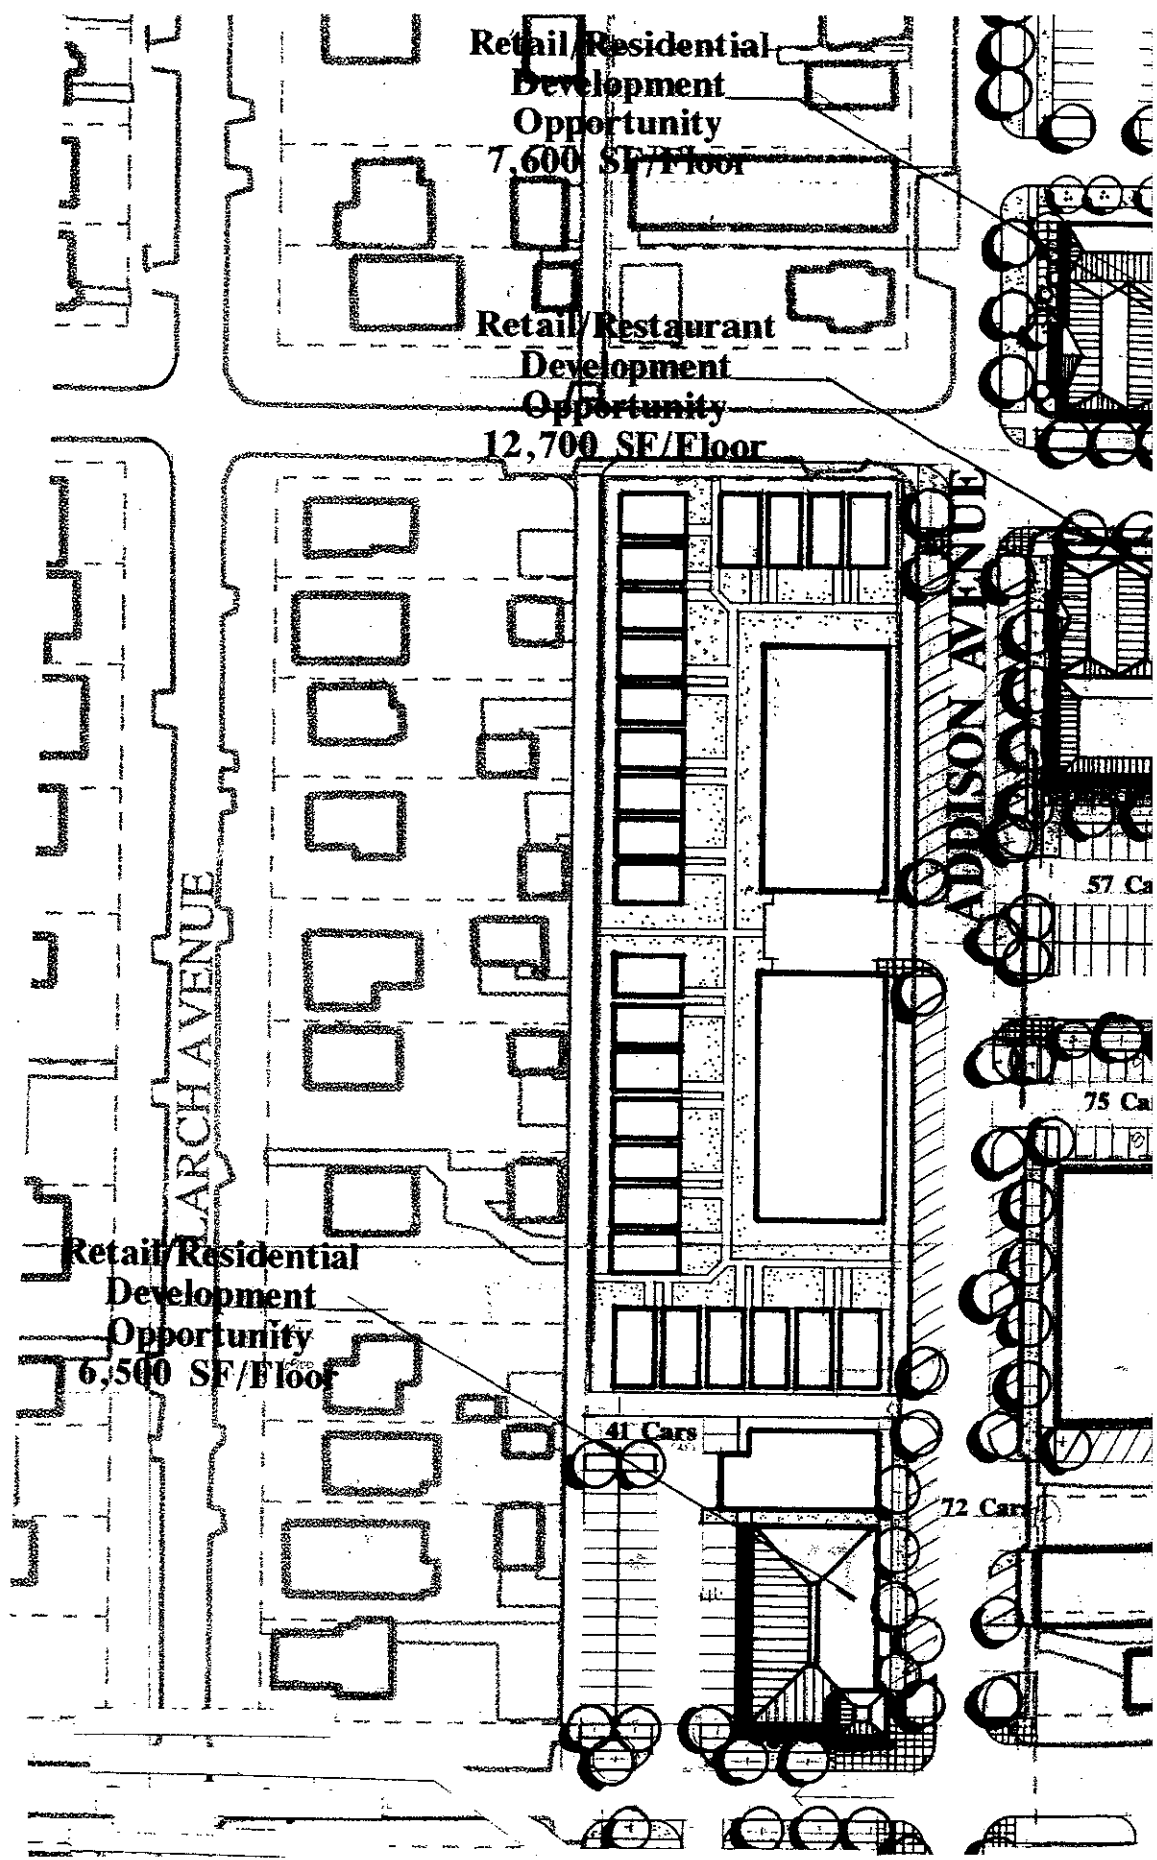 Retail/Residential
Development
Opportunity
7,600 SF/Floor
Retail/Restaurant
Development
Opportunity
12,700 SF/Floor
ADDISON AVENUE
57 Ca
LARCH AVENUE
75 Ca
Retail/Residential
Development
Opportunity
6,500 SF/Floor
41 Cars
72 Cars